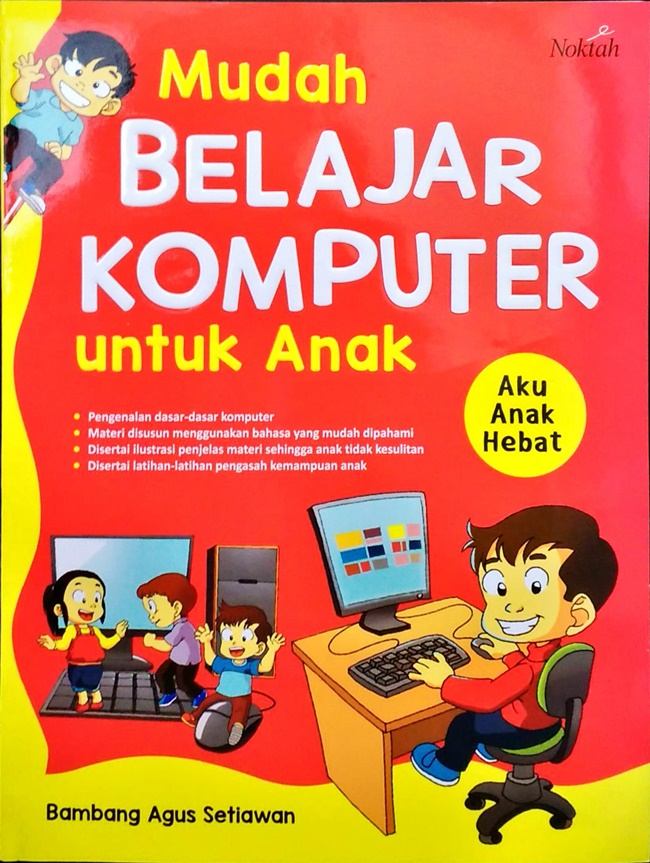 Noktah
Mudah
BELAJAR
KOMPUTER
untuk Anak
• Pengenalan dasar-dasar komputer
• Materi disusun menggunakan bahasa yang mudah dipahami
• Disertai ilustrasi penjelas materi sehingga anak tidak kesulitan
• Disertai latihan-latihan pengasah kemampuan anak
Aku
Anak
Hebat
Bambang Agus Setiawan